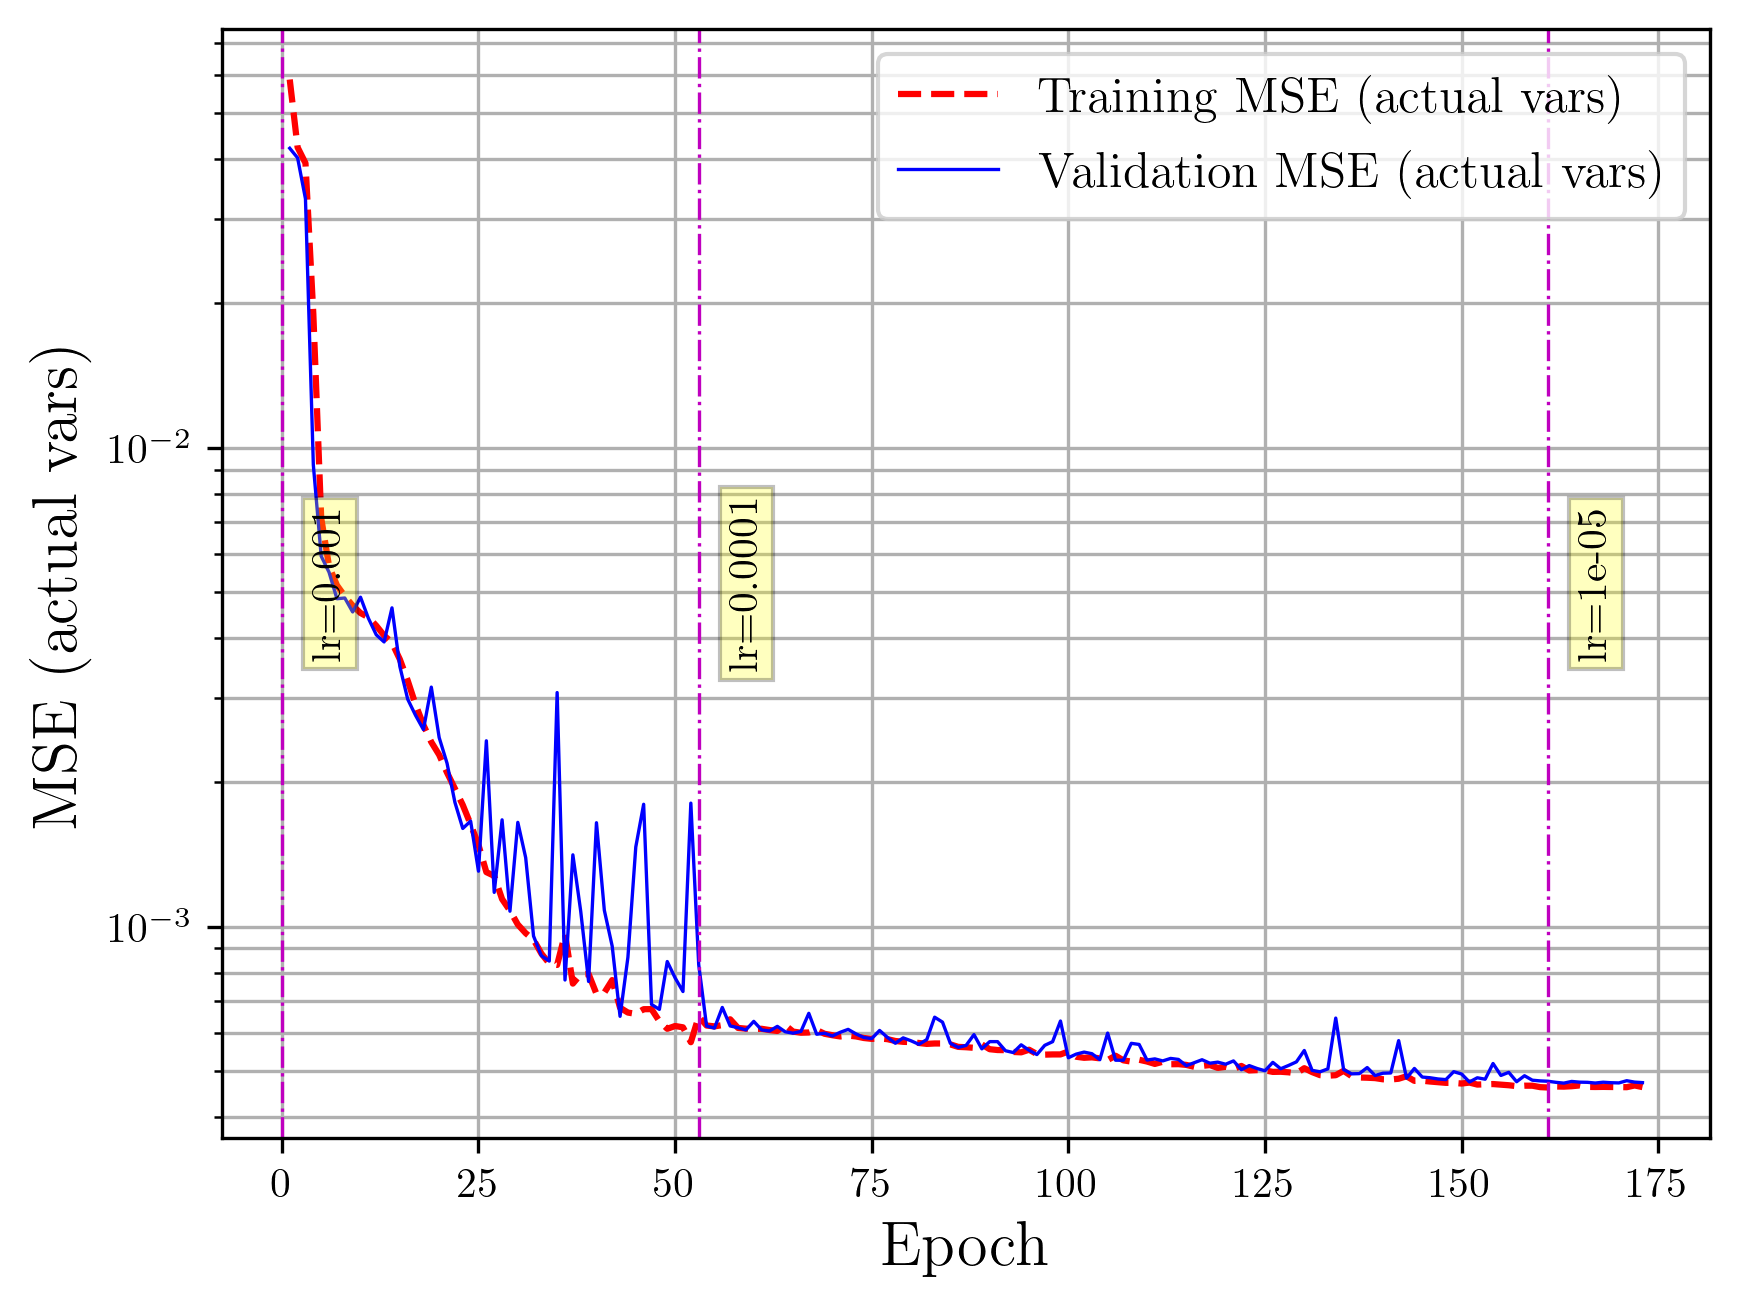 Training MSE (actual vars)
Validation MSE (actual vars)
MSE (actual vars)
10⁻²
10⁻³
lr=0.001
lr=0.0001
lr=1e-05
0 25 50 75 100 125 150 175
Epoch